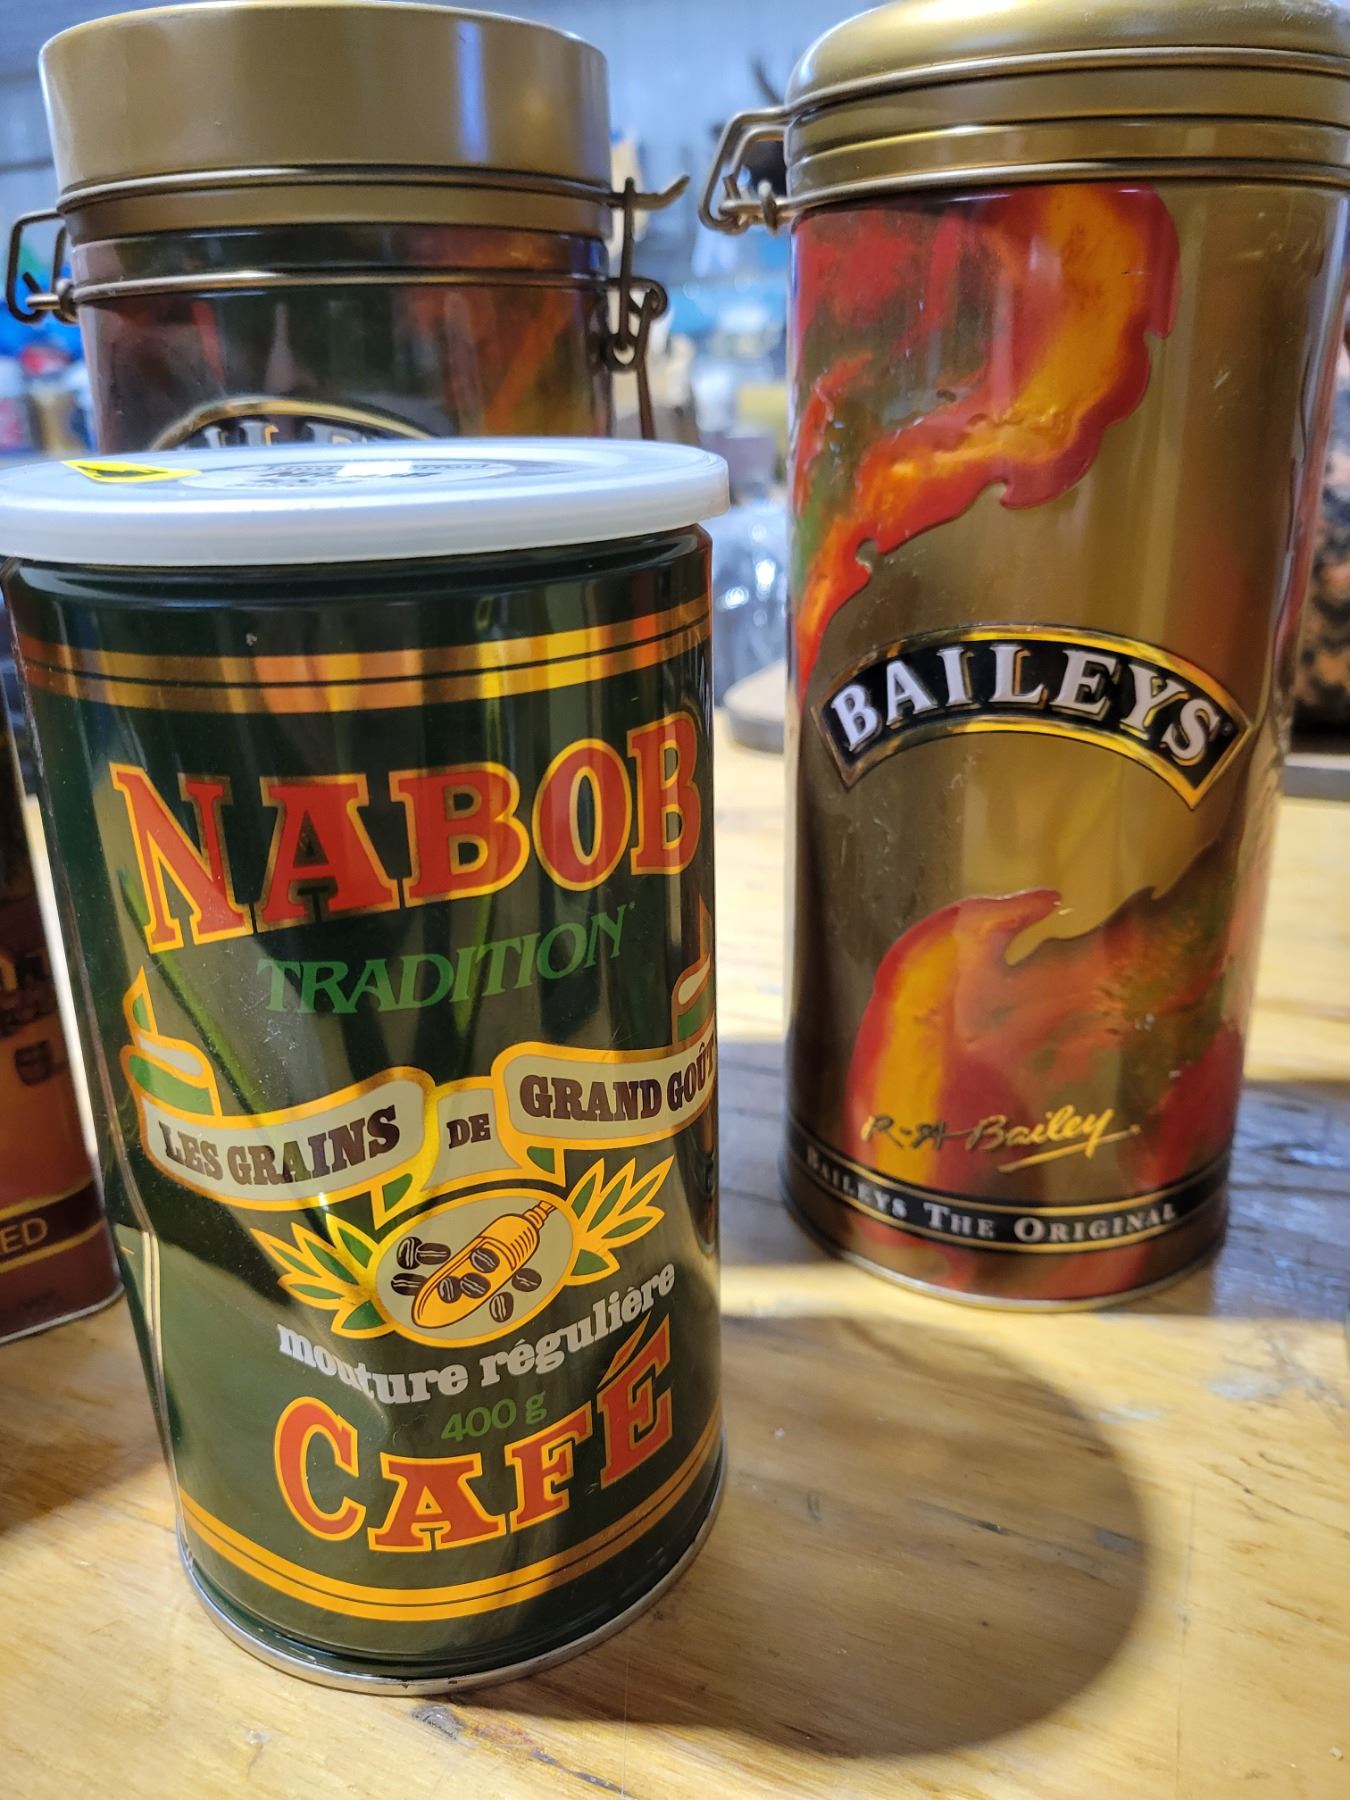 NABOB
TRADITION
LES GRAINS DE GRAND GOÛT
mouture régulière
400 g
CAFÉ
BAILEYS
R-A Bailey.
BAILEYS THE ORIGINAL
ED